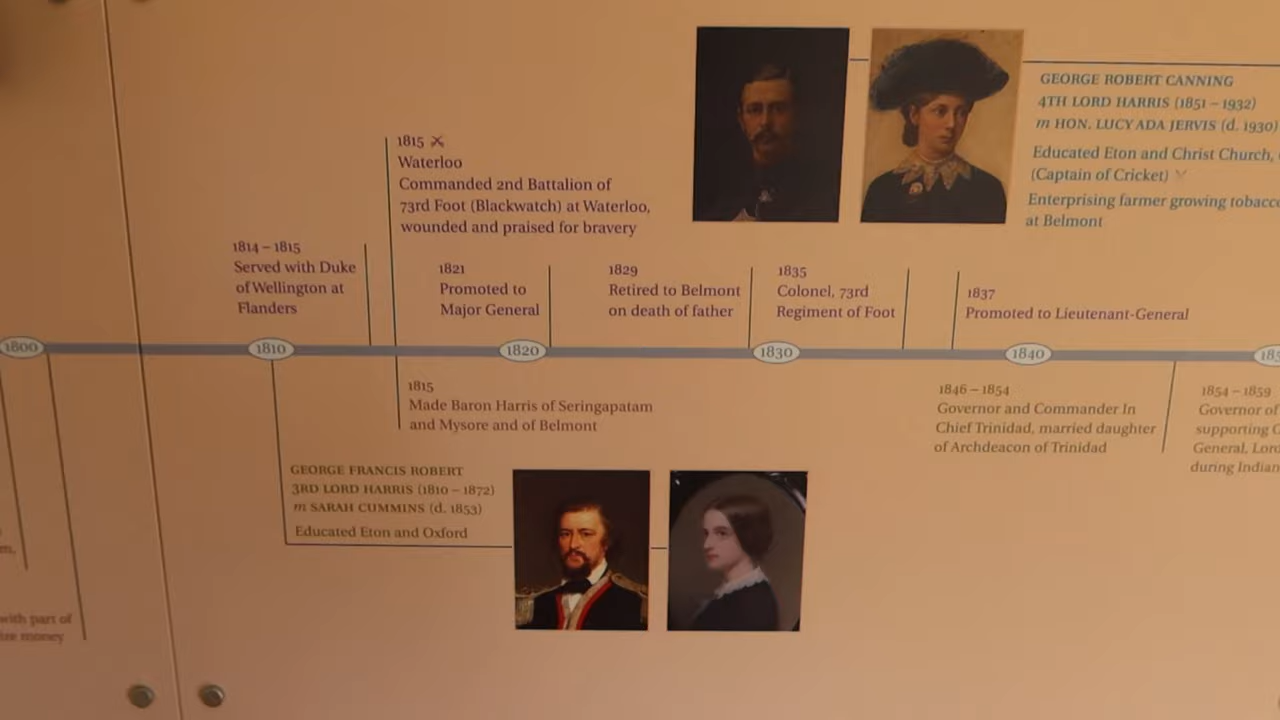 GEORGE ROBERT CANNING
4TH LORD HARRIS (1851 – 1932)
m HON. LUCY ADA JERVIS (d. 1930)
Educated Eton and Christ Church,
(Captain of Cricket)
Enterprising farmer growing
at Belmont
1815
Waterloo
Commanded 2nd Battalion of
73rd Foot (Blackwatch) at Waterloo,
wounded and praised for bravery
1814 – 1815
Served with Duke
of Wellington at
Flanders
1821
Promoted to
Major General
1829
Retired to Belmont
on death of father
1835
Colonel, 73rd
Regiment of Foot
1837
Promoted to Lieutenant-General
1800
1810
1820
1830
1840
1815
Made Baron Harris of Seringapatam
and Mysore and of Belmont
1846 – 1854
Governor and Commander In
Chief Trinidad, married daughter
of Archdeacon of Trinidad
1854 – 1859
Governor of
supporting
General,
during Indian
GEORGE FRANCIS ROBERT
3RD LORD HARRIS (1810 – 1872)
m SARAH CUMMINS (d. 1853)
Educated Eton and Oxford
with part of
money